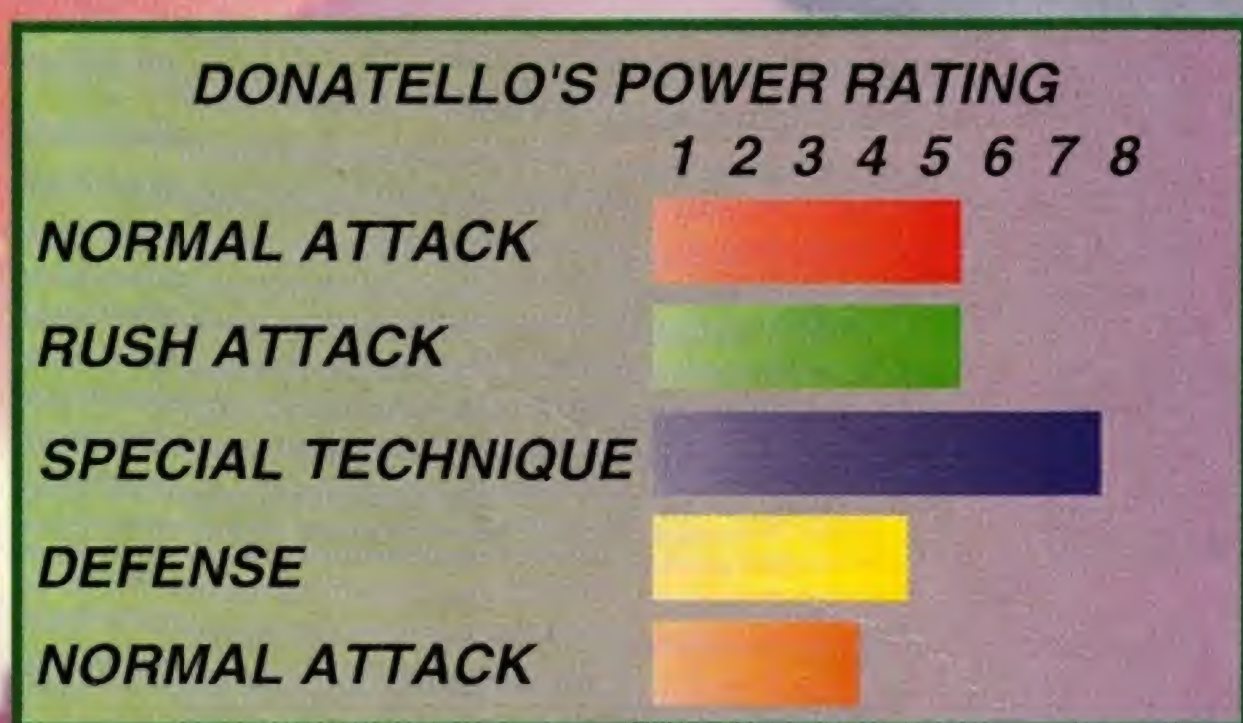 DONATELLO'S POWER RATING
1 2 3 4 5 6 7 8
NORMAL ATTACK
RUSH ATTACK
SPECIAL TECHNIQUE
DEFENSE
NORMAL ATTACK